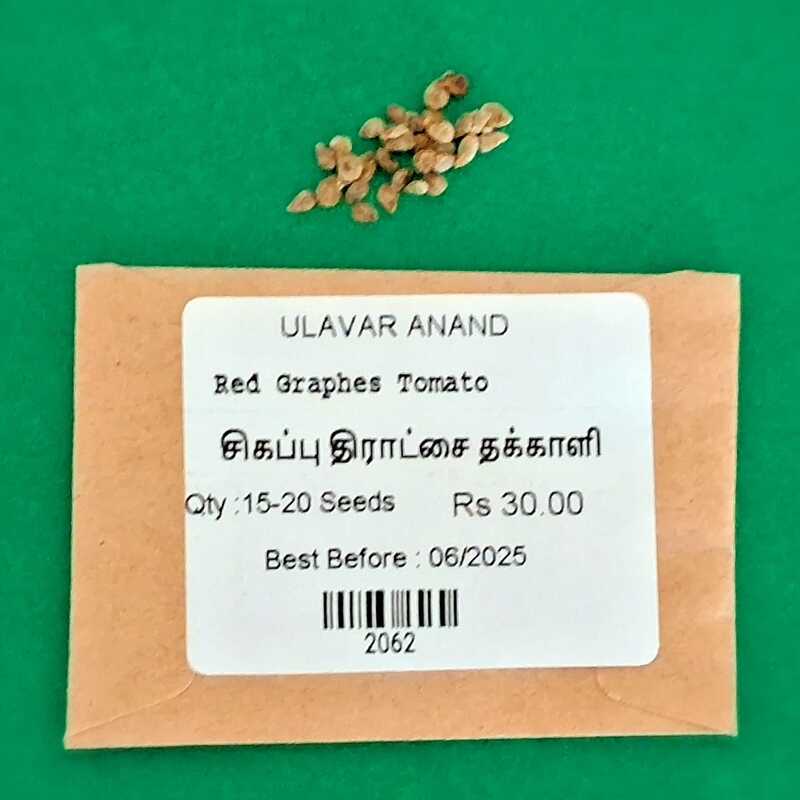 ULAVAR ANAND
Red Graphes Tomato
சிகப்பு திராட்சை தக்காளி
Qty :15-20 Seeds Rs 30.00
Best Before : 06/2025
2062